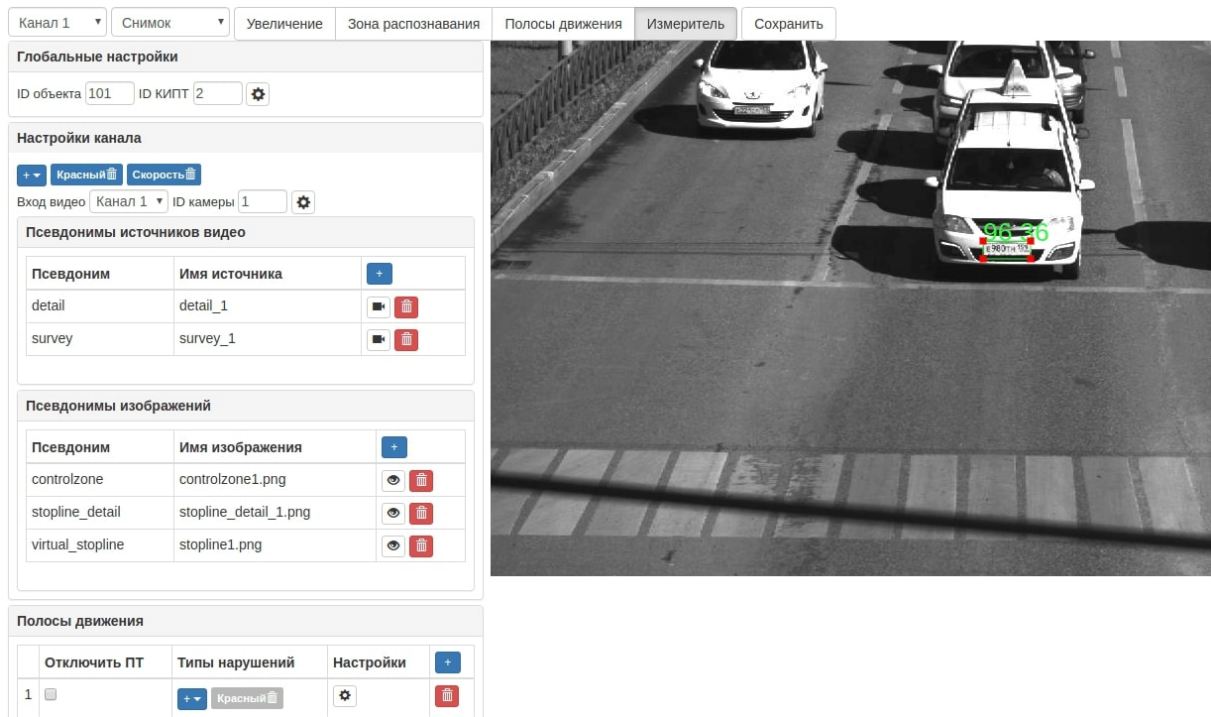 Канал 1 Снимок Увеличение Зона распознавания Полосы движения Измеритель Сохранить
Глобальные настройки
ID объекта 101 ID КИПТ 2
Настройки канала
+ Красный Скорость
Вход видео Канал 1 ID камеры 1
Псевдонимы источников видео
Псевдоним Имя источника +
detail detail_1
survey survey_1
Псевдонимы изображений
Псевдоним Имя изображения +
controlzone controlzone1.png
stopline_detail stopline_detail_1.png
virtual_stopline stopline1.png
Полосы движения
Отключить ПТ Типы нарушений Настройки +
1 + Красный
96 36
Е980ТН 159